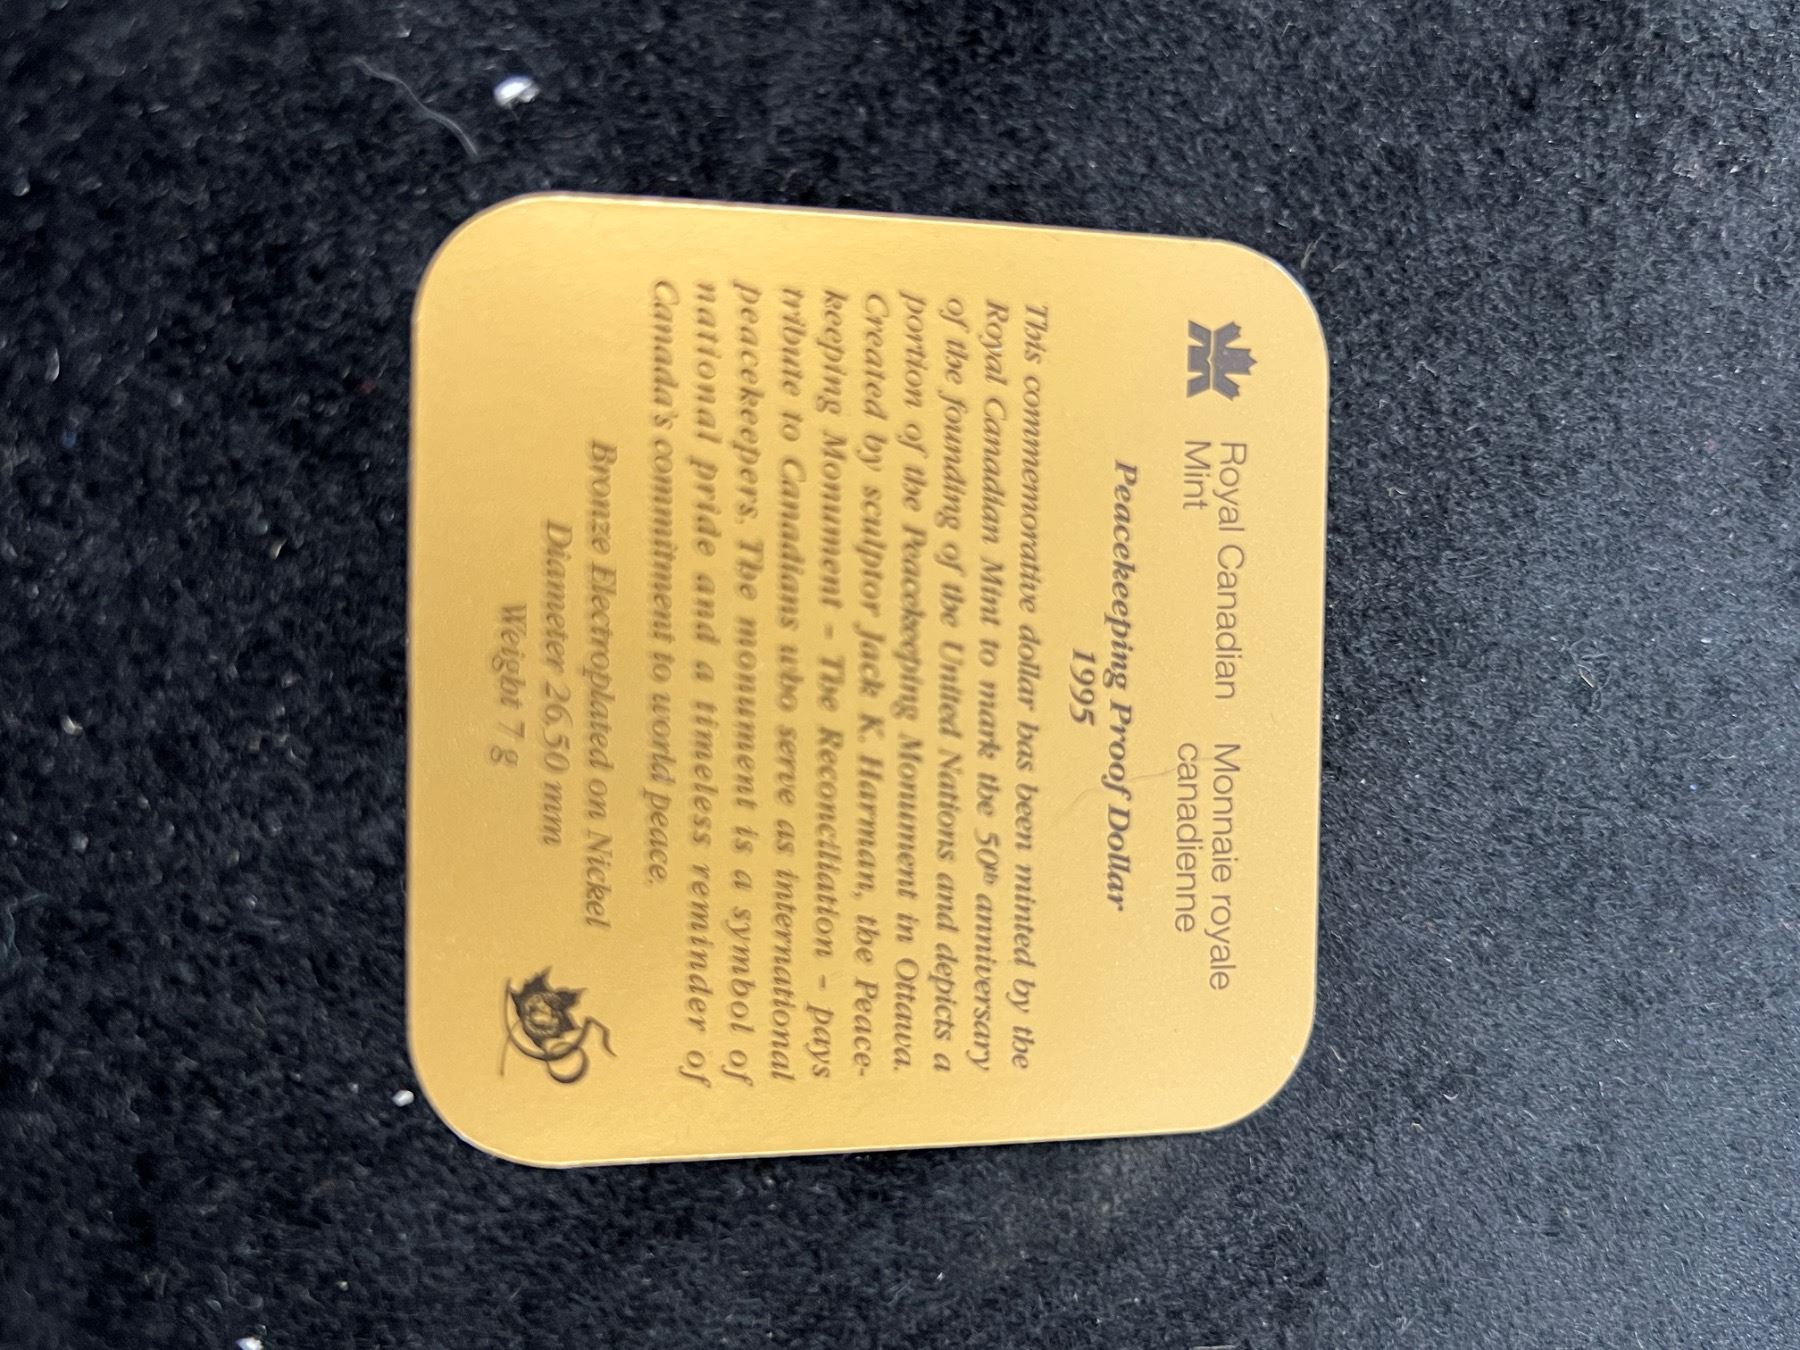 Royal Canadian Monnaie royale
Mint canadienne
Peacekeeping Proof Dollar
1995
This commemorative dollar has been minted by the
Royal Canadian Mint to mark the 50th anniversary
of the founding of the United Nations and depicts a
portion of the Peacekeeping Monument in Ottawa.
Created by sculptor Jack K. Harman, the Peace-
keeping Monument - The Reconciliation - pays
tribute to Canadians who serve as international
peacekeepers. The monument is a symbol of
national pride and a timeless reminder of
Canada's commitment to world peace.
Bronze Electroplated on Nickel
Diameter 26,50 mm
Weight 7 g